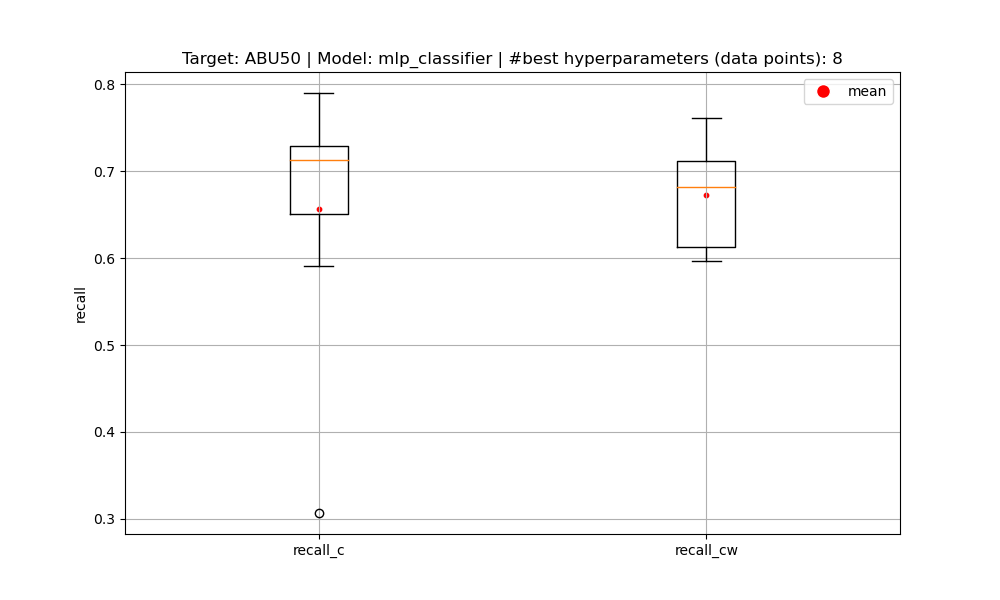 Target: ABU50 | Model: mlp_classifier | #best hyperparameters (data points): 8
mean
0.8
0.7
0.6
0.5
0.4
0.3
recall
recall_c
recall_cw